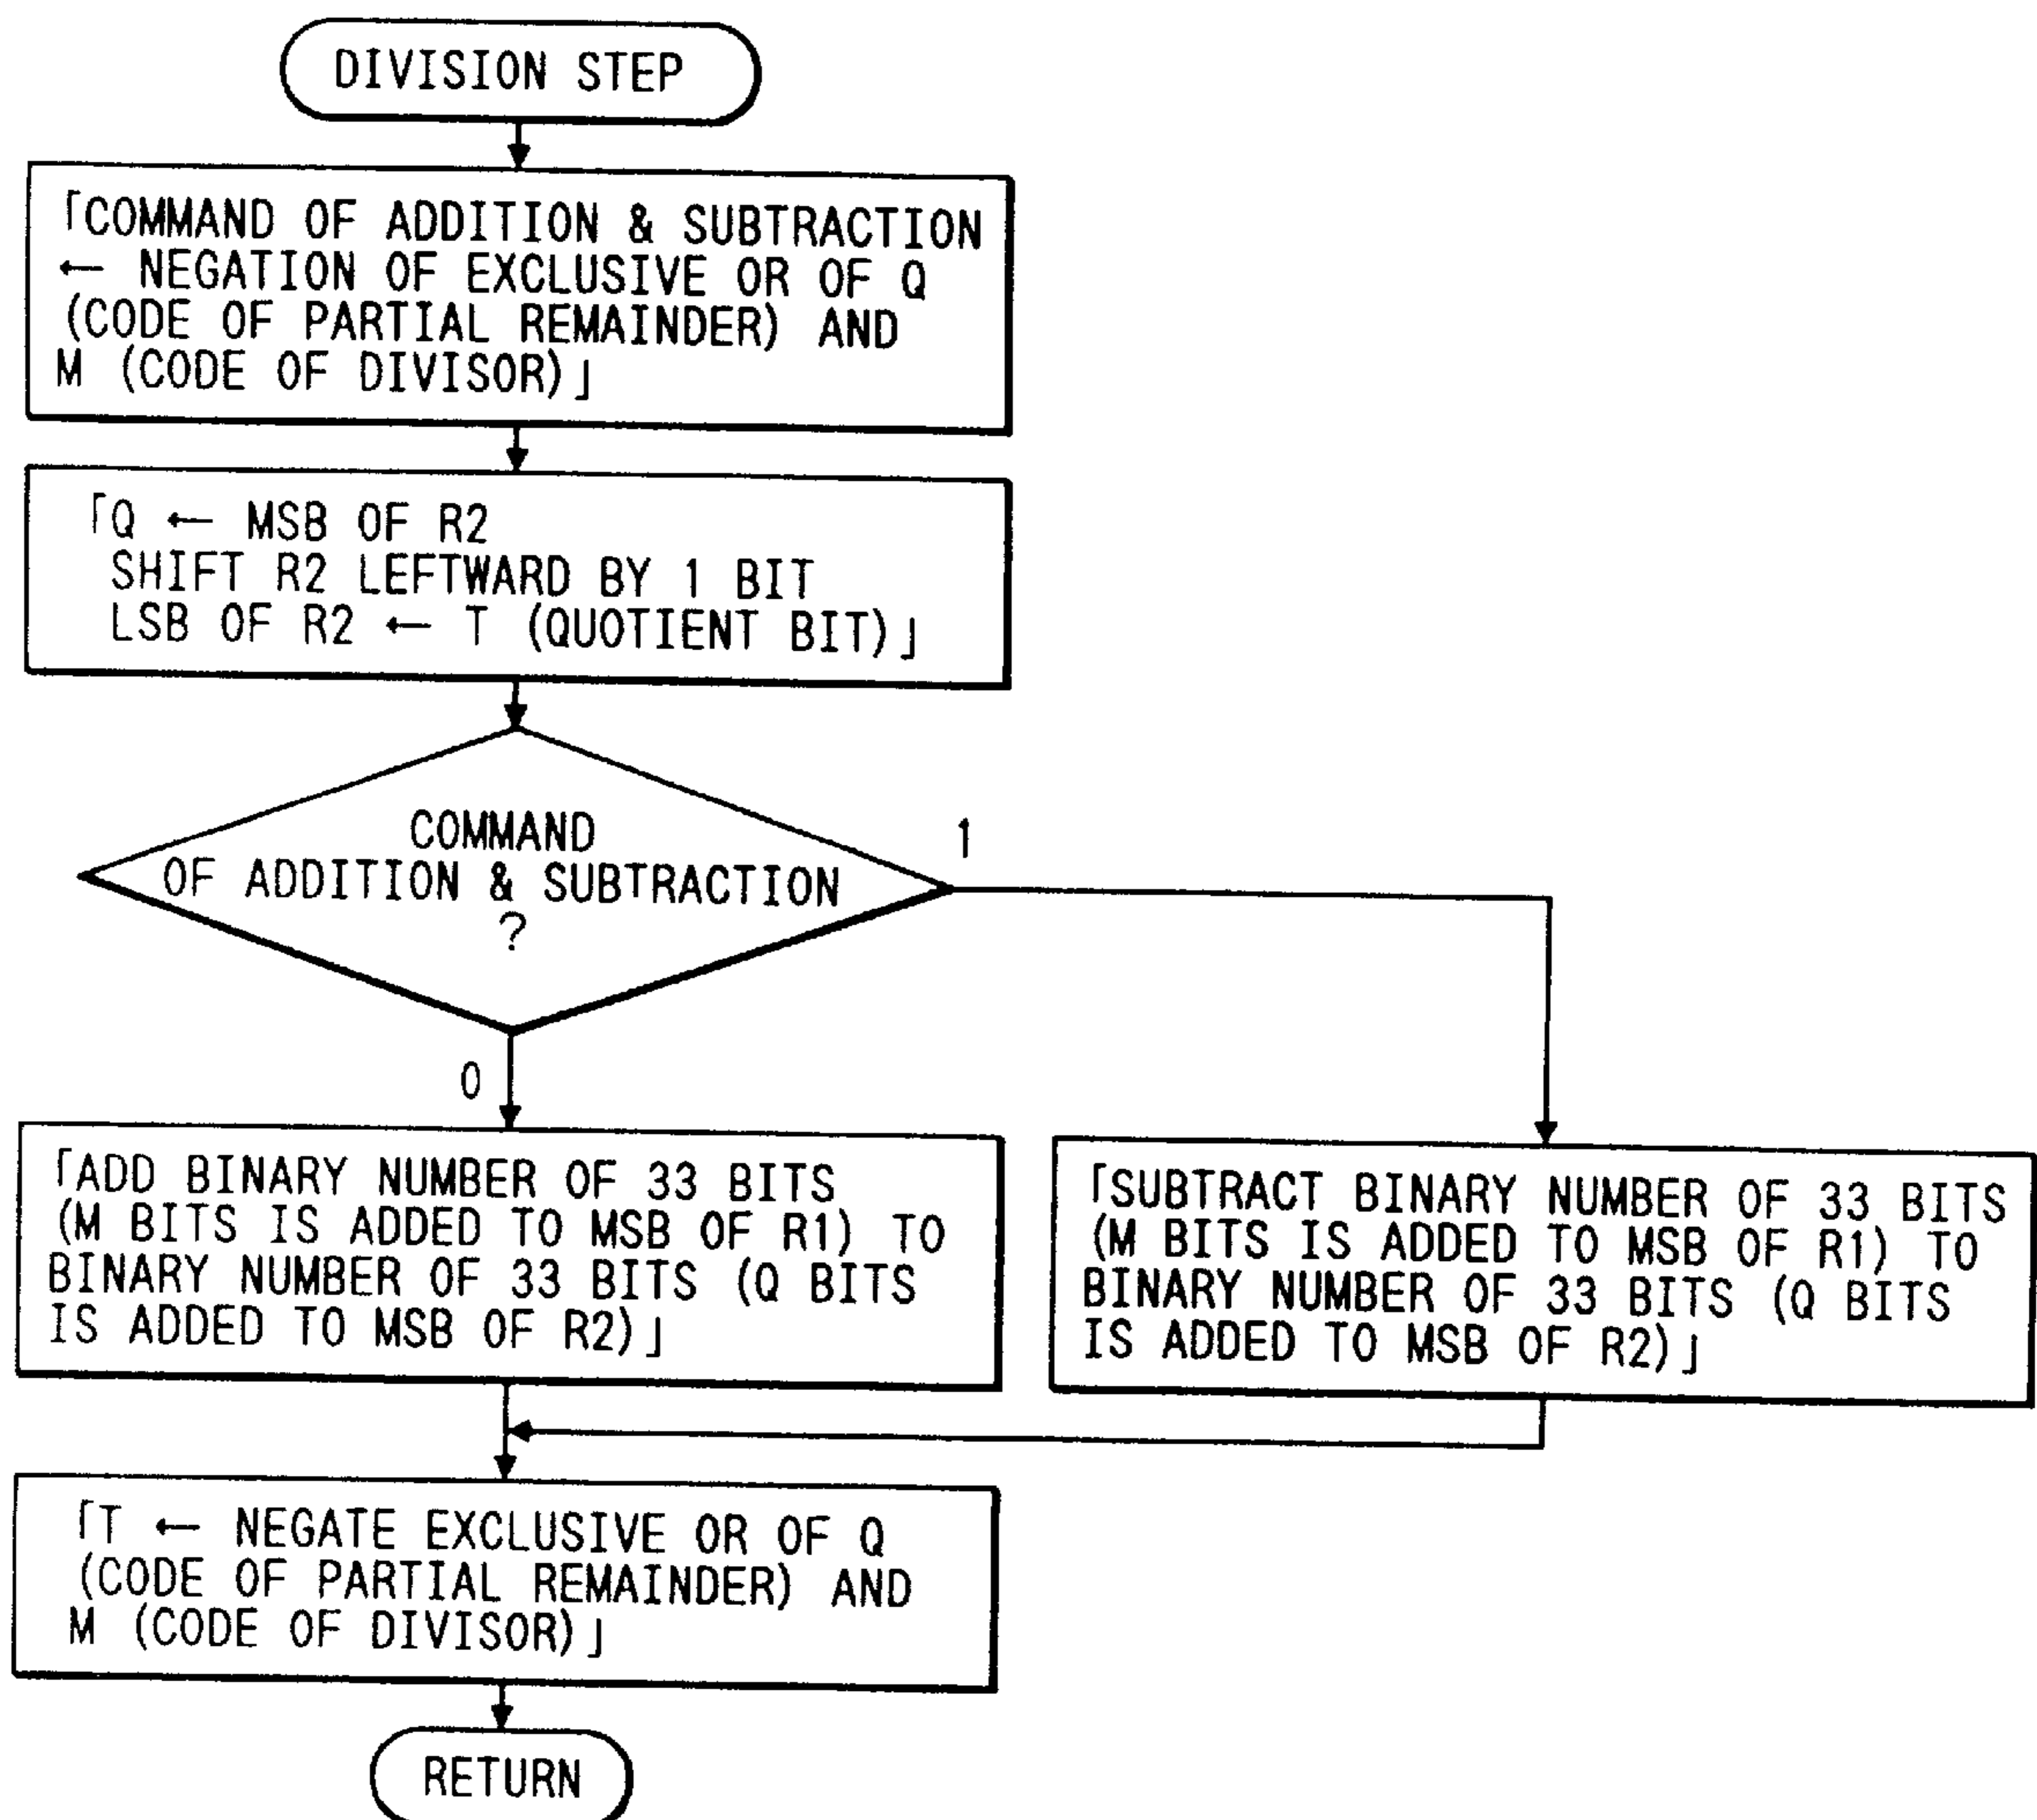 DIVISION STEP
「COMMAND OF ADDITION & SUBTRACTION
← NEGATION OF EXCLUSIVE OR OF Q
(CODE OF PARTIAL REMAINDER) AND
M (CODE OF DIVISOR)」
「Q ← MSB OF R2
SHIFT R2 LEFTWARD BY 1 BIT
LSB OF R2 ← T (QUOTIENT BIT)」
COMMAND
OF ADDITION & SUBTRACTION
?
1
0
「ADD BINARY NUMBER OF 33 BITS
(M BITS IS ADDED TO MSB OF R1) TO
BINARY NUMBER OF 33 BITS (Q BITS
IS ADDED TO MSB OF R2)」
「SUBTRACT BINARY NUMBER OF 33 BITS
(M BITS IS ADDED TO MSB OF R1) TO
BINARY NUMBER OF 33 BITS (Q BITS
IS ADDED TO MSB OF R2)」
「T ← NEGATE EXCLUSIVE OR OF Q
(CODE OF PARTIAL REMAINDER) AND
M (CODE OF DIVISOR)」
RETURN